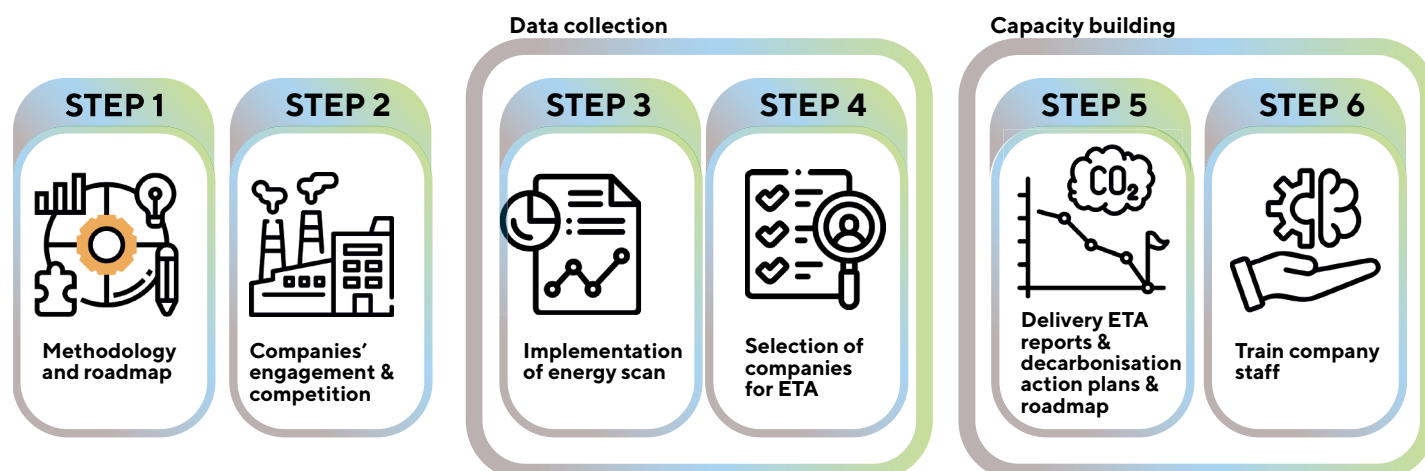 Data collection
Capacity building
STEP 1
STEP 2
STEP 3
STEP 4
STEP 5
STEP 6
CO2
Methodology
and roadmap
Companies’
engagement &
competition
Implementation
of energy scan
Selection of
companies
for ETA
Delivery ETA
reports &
decarbonisation
action plans &
roadmap
Train company
staff